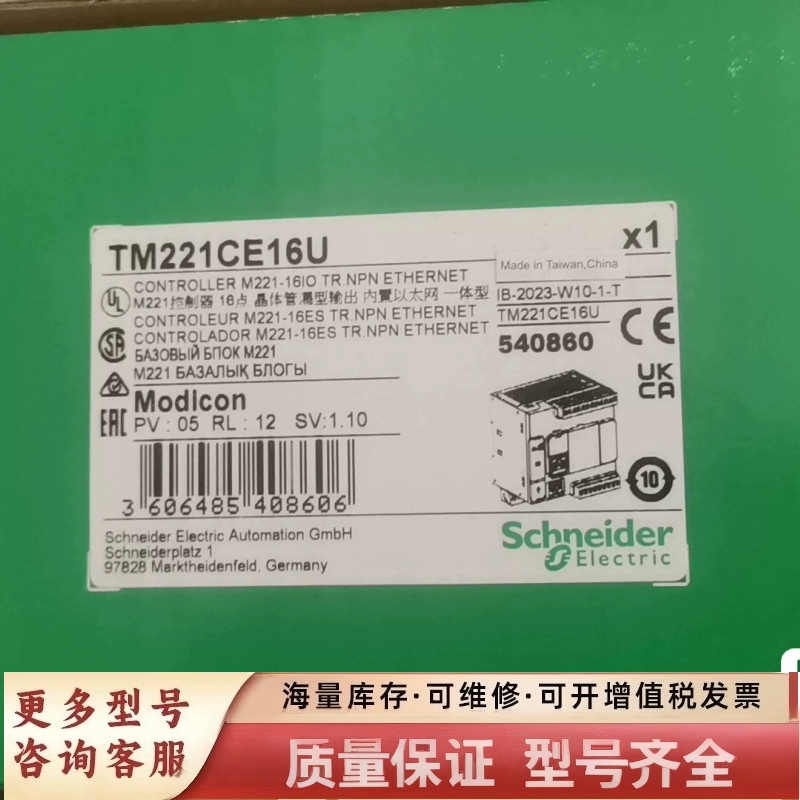 TM221CE16U
x1
Made in Taiwan,China
CONTROLLER M221-16IO TR.NPN ETHERNET
IB-2023-W10-1-T
M221控制器 16点 晶体管漏型输出 内置以太网 一体型
TM221CE16U
CONTROLEUR M221-16ES TR.NPN ETHERNET
CONTROLADOR M221-16ES TR.NPN ETHERNET
540860
БАЗОВЫЙ БЛОК M221
M221 БАЗАЛЫҚ БЛОГЫ
UL
SA
CE
UK
CA
EAC
Modicon
PV : 05 RL : 12 SV:1.10
3 606485 408606
10
Schneider Electric Automation GmbH
Schneiderplatz 1
97828 Marktheidenfeld, Germany
Schneider
Electric
更多型号
咨询客服
海量库存·可维修·可开增值税发票
质量保证 型号齐全